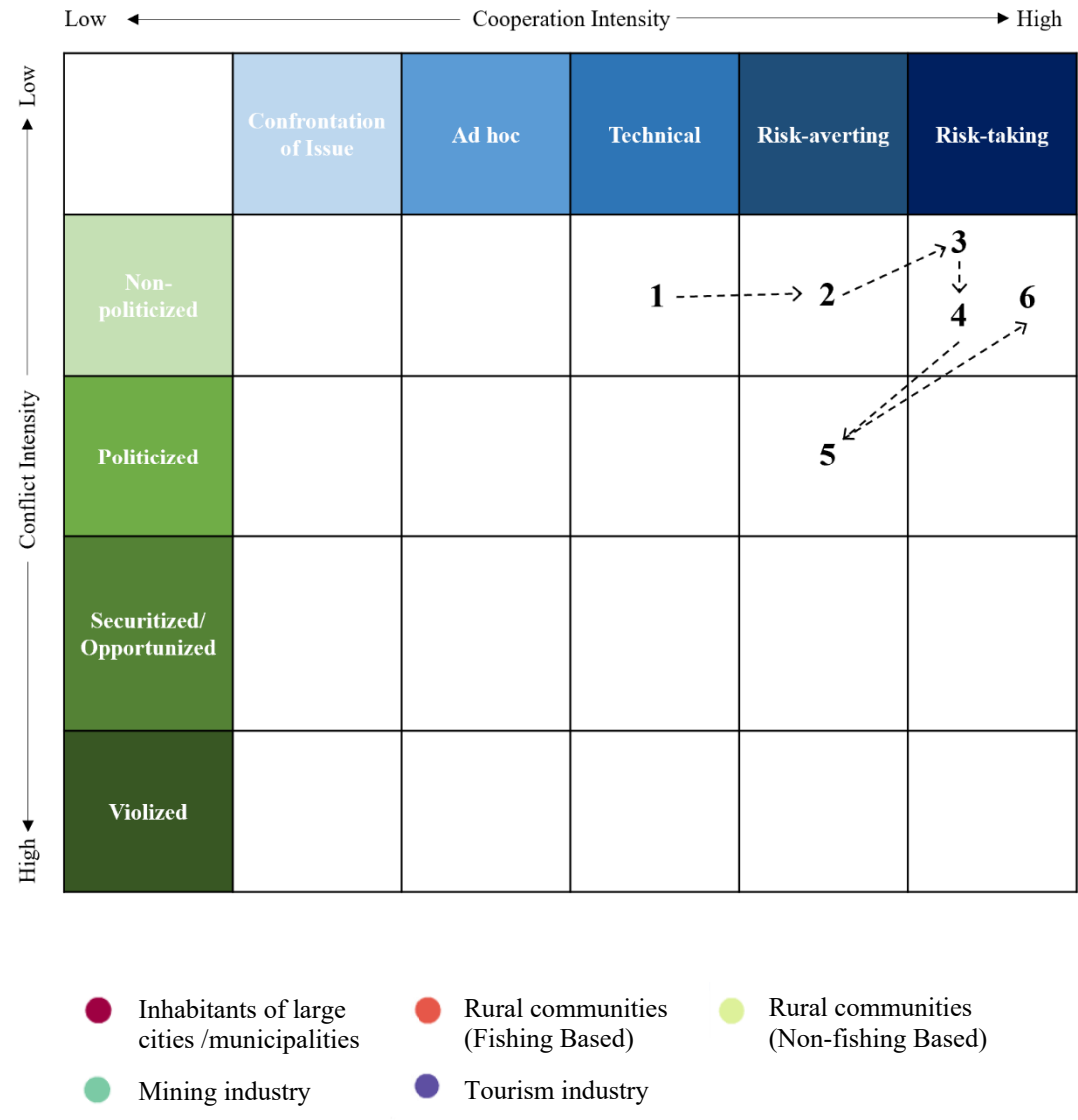 Low Cooperation Intensity High
Low
Conflict Intensity
High
Confrontation
of Issue
Ad hoc
Technical
Risk-averting
Risk-taking
Non-
politicized
1
2
3
4
6
Politicized
5
Securitized/
Opportunized
Violized
Inhabitants of large
cities /municipalities
Rural communities
(Fishing Based)
Rural communities
(Non-fishing Based)
Mining industry
Tourism industry